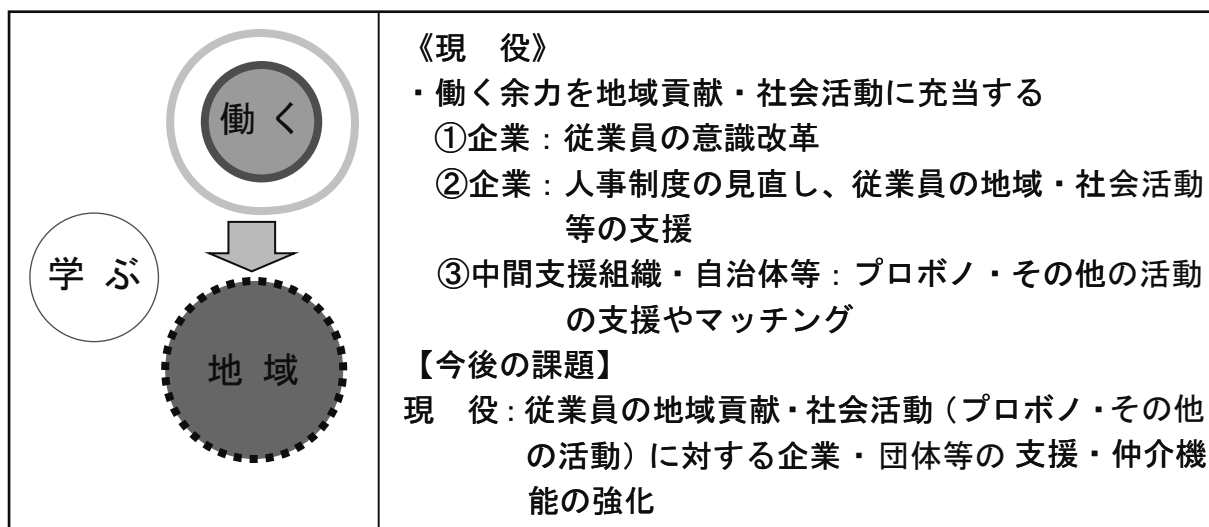 働く
学ぶ
地域
《現　役》
・働く余力を地域貢献・社会活動に充当する
①企業：従業員の意識改革
②企業：人事制度の見直し、従業員の地域・社会活動
等の支援
③中間支援組織・自治体等：プロボノ・その他の活動
の支援やマッチング
【今後の課題】
現　役：従業員の地域貢献・社会活動（プロボノ・その他
の活動）に対する企業・団体等の支援・仲介機
能の強化